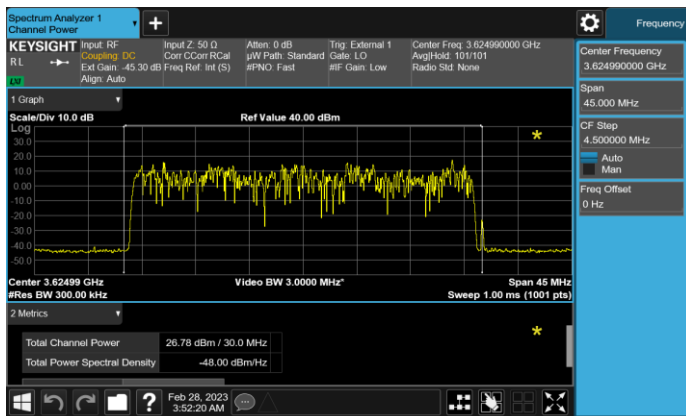 Spectrum Analyzer 1
Channel Power
Frequency
KEYSIGHT
RL
LXI
Input: RF
Coupling: DC
Ext Gain: -45.30 dB
Align: Auto
Input Z: 50 Ω
Corr CCorr RCal
Freq Ref: Int (S)
Atten: 0 dB
µW Path: Standard
#PNO: Fast
Trig: External 1
Gate: LO
#IF Gain: Low
Center Freq: 3.624990000 GHz
Avg|Hold: 101/101
Radio Std: None
Center Frequency
3.624990000 GHz
Span
45.000 MHz
CF Step
4.500000 MHz
Auto
Man
Freq Offset
0 Hz
1 Graph
Scale/Div 10.0 dB
Ref Value 40.00 dBm
Log
30.0
20.0
10.0
0.00
-10.0
-20.0
-30.0
-40.0
-50.0
Center 3.62499 GHz
#Res BW 300.00 kHz
Video BW 3.0000 MHz*
Span 45 MHz
Sweep 1.00 ms (1001 pts)
2 Metrics
Total Channel Power 26.78 dBm / 30.0 MHz
Total Power Spectral Density -48.00 dBm/Hz
?
Feb 28, 2023
3:52:20 AM